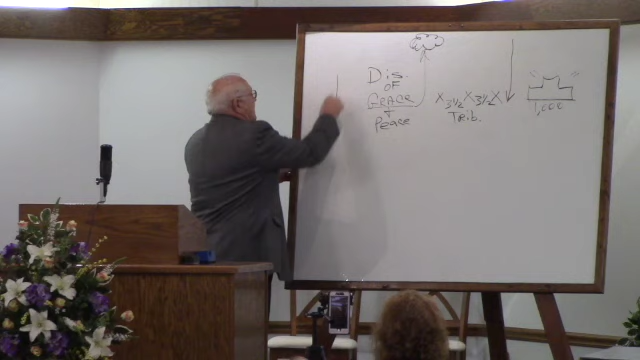 Dis.
OF
GRACE
+
PEACE
X 3½ X 3½ X
TRIB.
1,000